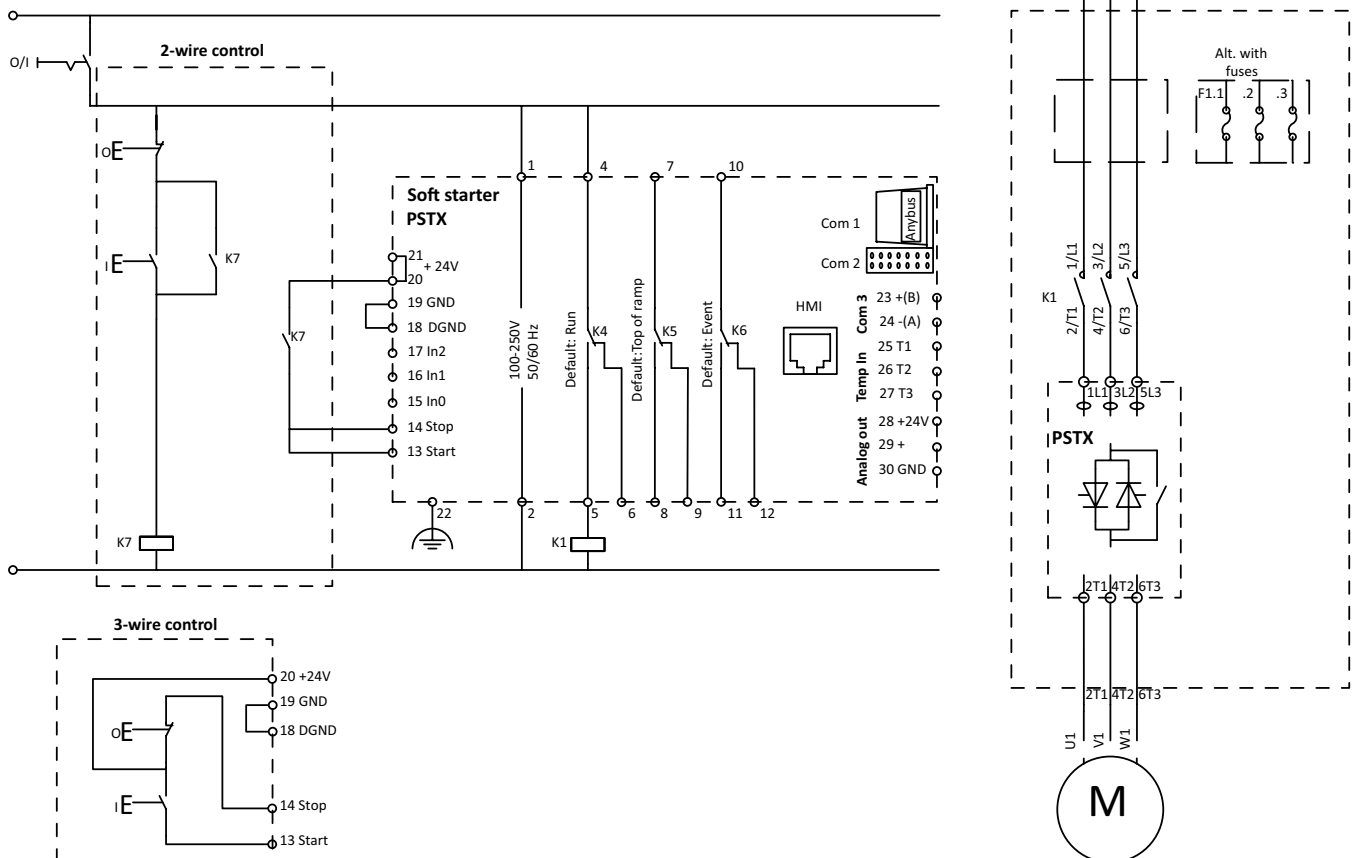 O/I
2-wire control
O
I
K7
K7
K7
Soft starter
PSTX
1
4
7
10
21
+ 24V
20
19 GND
18 DGND
17 In2
16 In1
15 In0
14 Stop
13 Start
100-250V
50/60 Hz
Default: Run
K4
Default:Top of ramp
K5
Default: Event
K6
Com 1
Anybus
Com 2
HMI
Com 3
23 +(B)
24 -(A)
Temp In
25 T1
26 T2
27 T3
Analog out
28 +24V
29 +
30 GND
22
2
5
6
8
9
11
12
K1
3-wire control
20 +24V
19 GND
18 DGND
O
I
14 Stop
13 Start
Alt. with
fuses
F1.1
.2
.3
1/L1
3/L2
5/L3
K1
2/T1
4/T2
6/T3
1L1
3L2
5L3
PSTX
2T1
4T2
6T3
2T1
4T2
6T3
U1
V1
W1
M